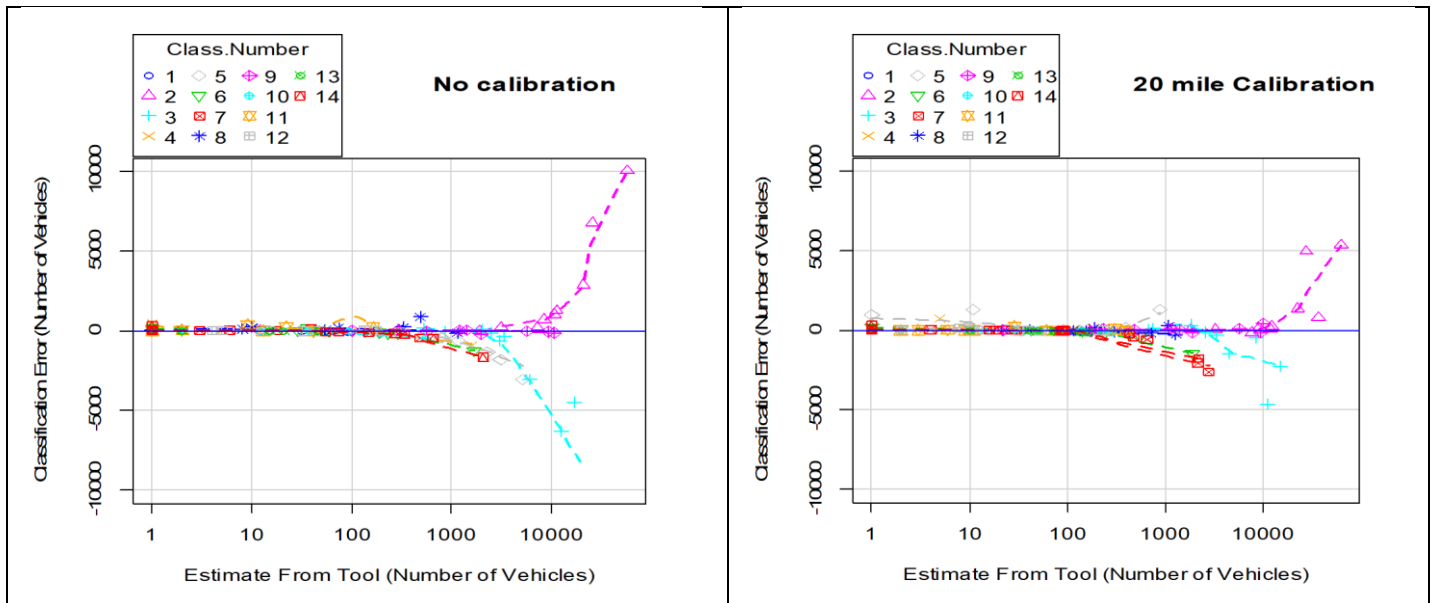 Class.Number
1 5 9 13
2 6 10 14
3 7 11
4 8 12
No calibration
Classification Error (Number of Vehicles)
10000
5000
0
-5000
-10000
1 10 100 1000 10000
Estimate From Tool (Number of Vehicles)
Class.Number
1 5 9 13
2 6 10 14
3 7 11
4 8 12
20 mile Calibration
Classification Error (Number of Vehicles)
10000
5000
0
-5000
-10000
1 10 100 1000 10000
Estimate From Tool (Number of Vehicles)